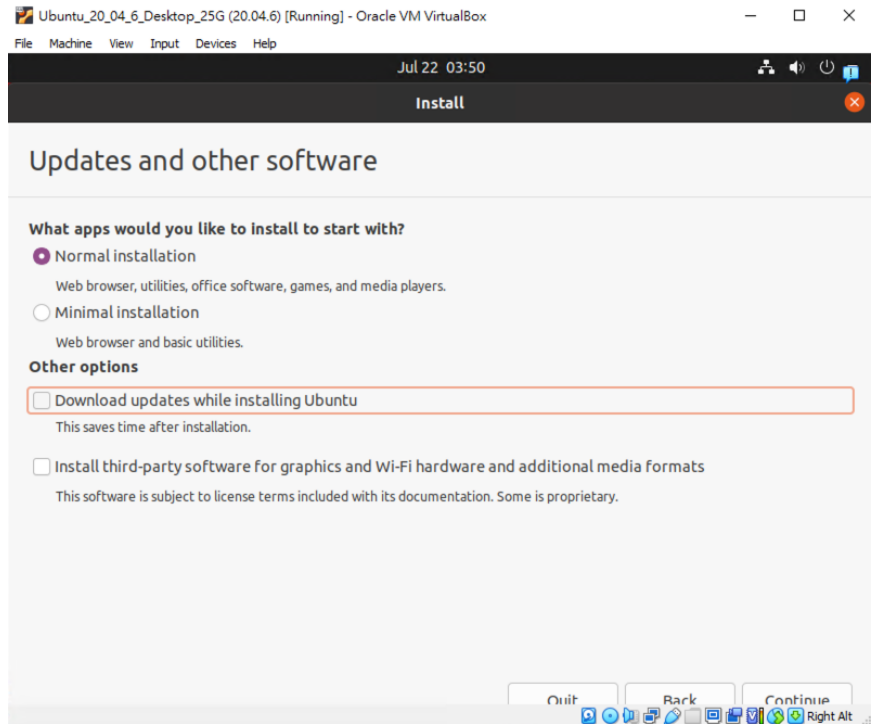 Ubuntu_20_04_6_Desktop_25G (20.04.6) [Running] - Oracle VM VirtualBox
File Machine View Input Devices Help
Jul 22 03:50
Install
Updates and other software
What apps would you like to install to start with?
Normal installation
Web browser, utilities, office software, games, and media players.
Minimal installation
Web browser and basic utilities.
Other options
Download updates while installing Ubuntu
This saves time after installation.
Install third-party software for graphics and Wi-Fi hardware and additional media formats
This software is subject to license terms included with its documentation. Some is proprietary.
Quit Back Continue
Right Alt